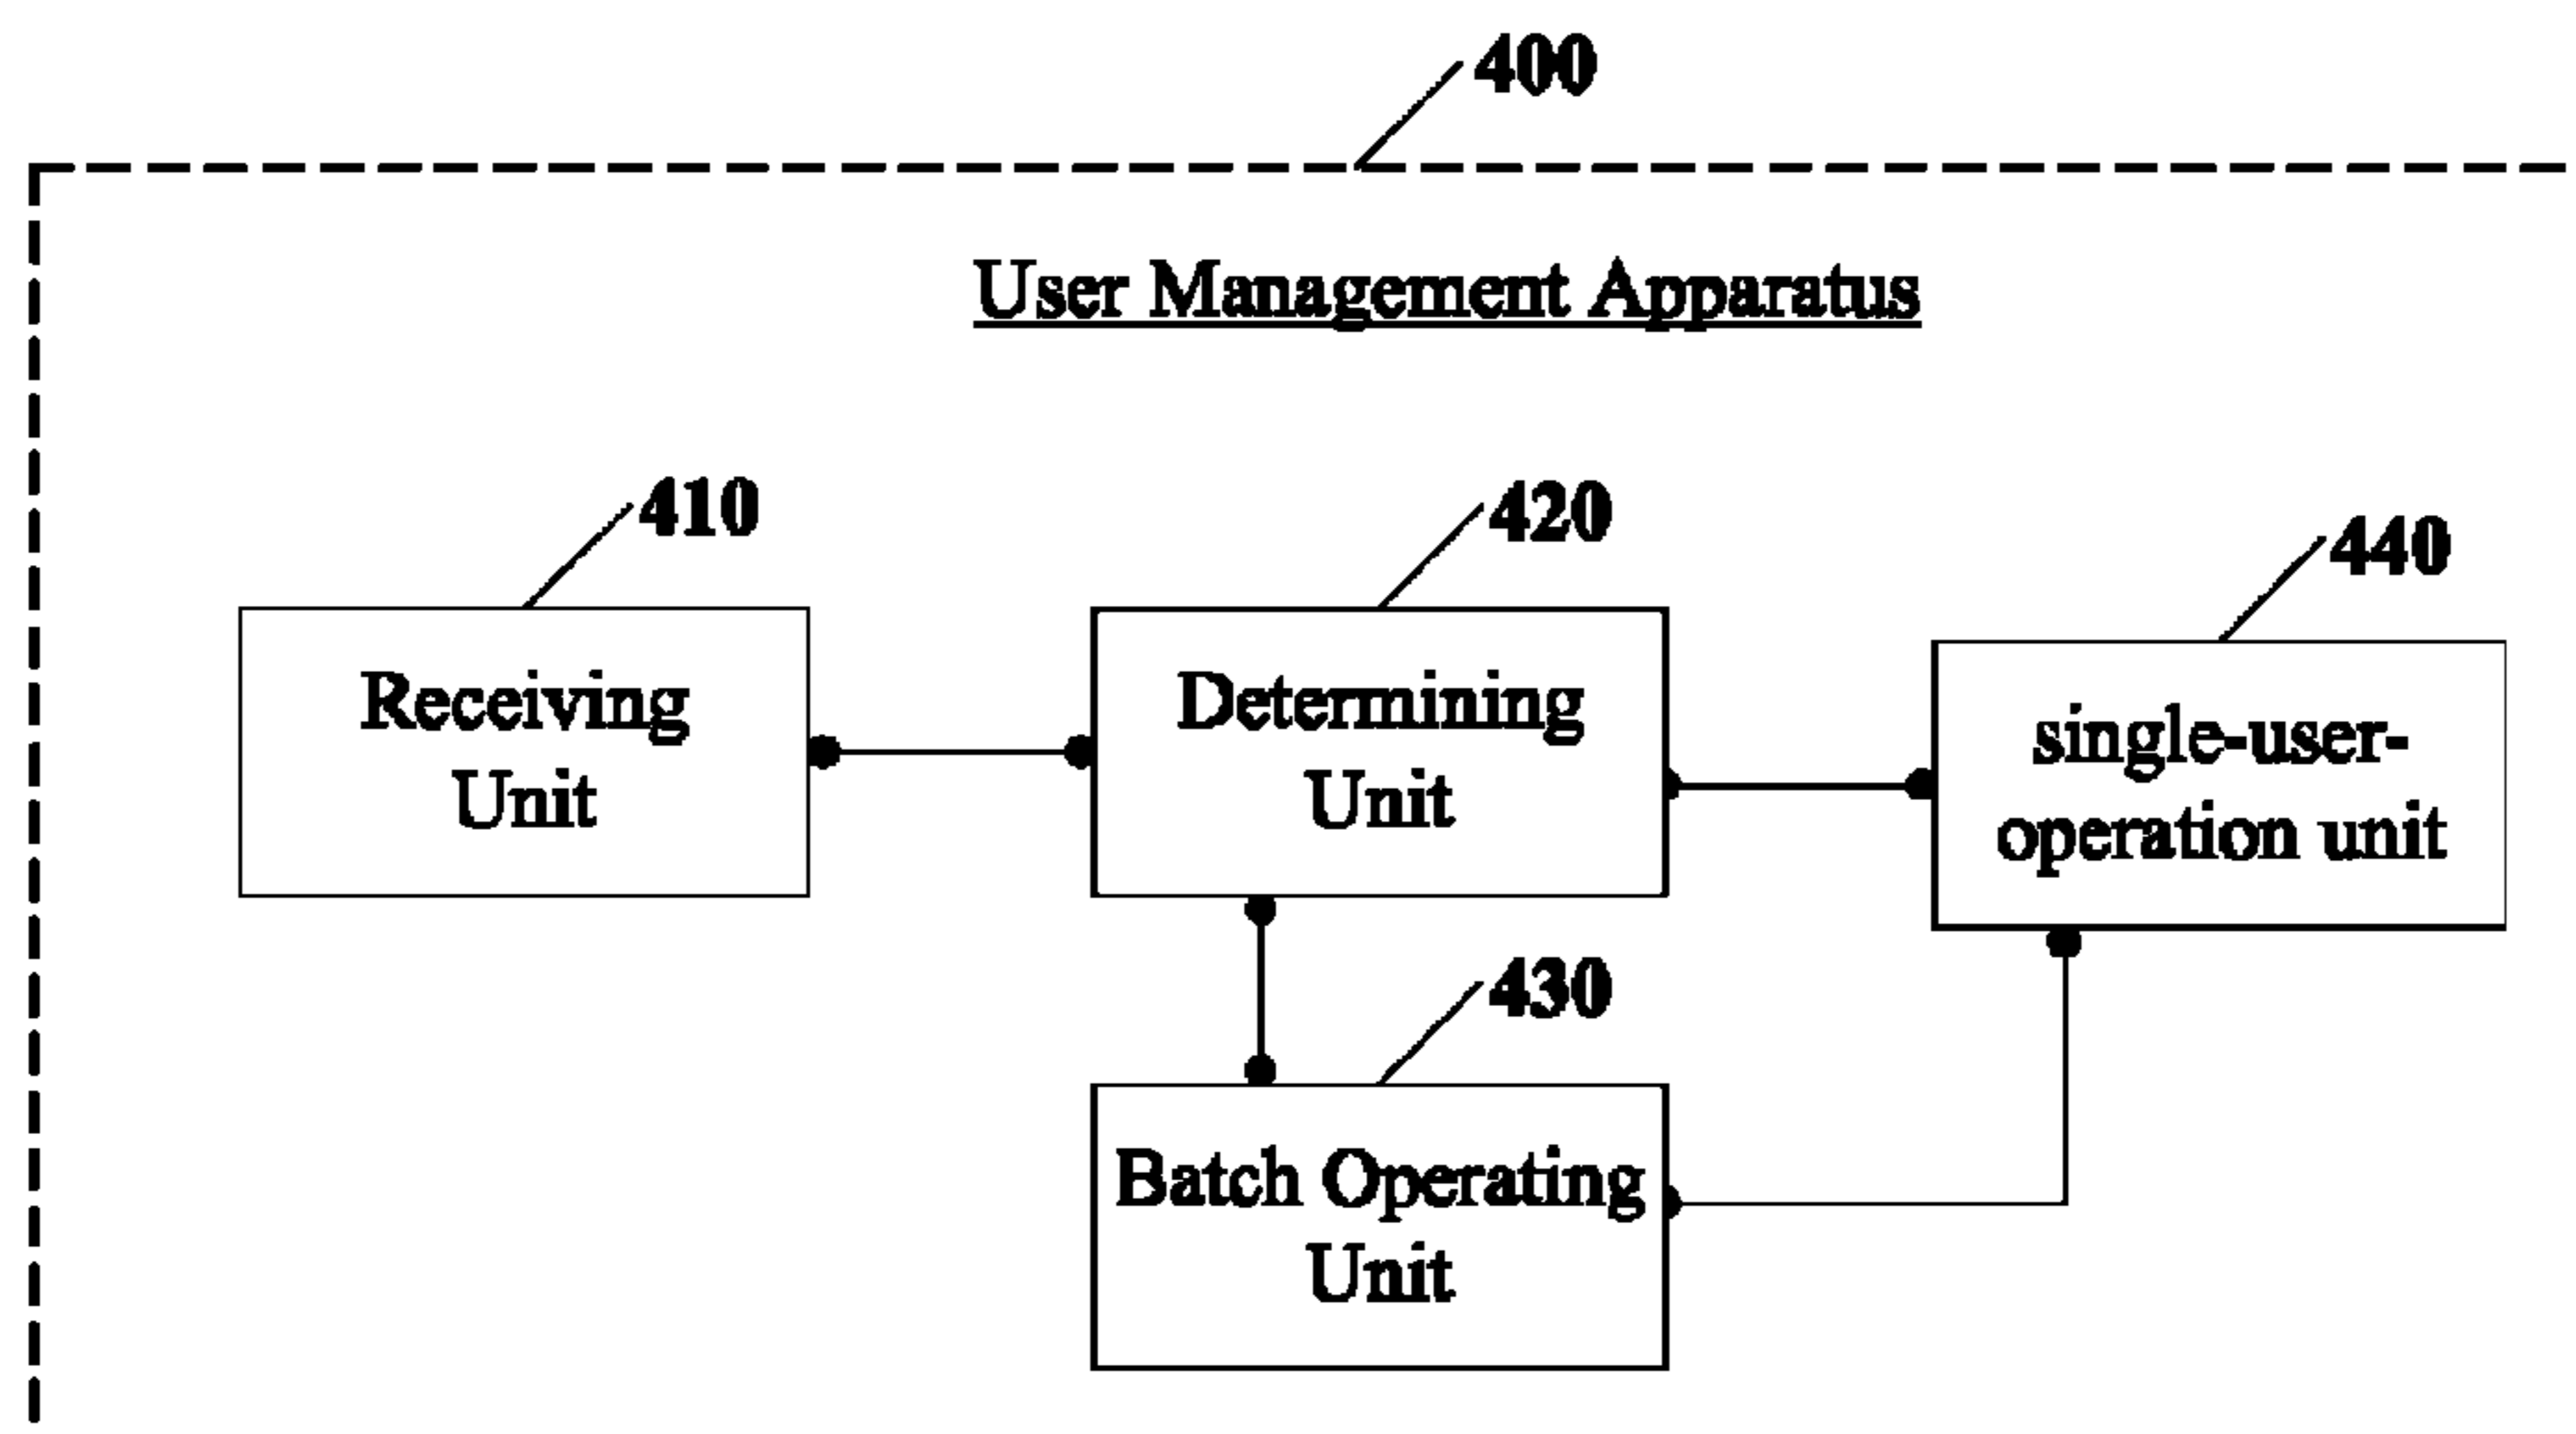 400
User Management Apparatus
410
420
440
Receiving
Unit
Determining
Unit
single-user-
operation unit
430
Batch Operating
Unit